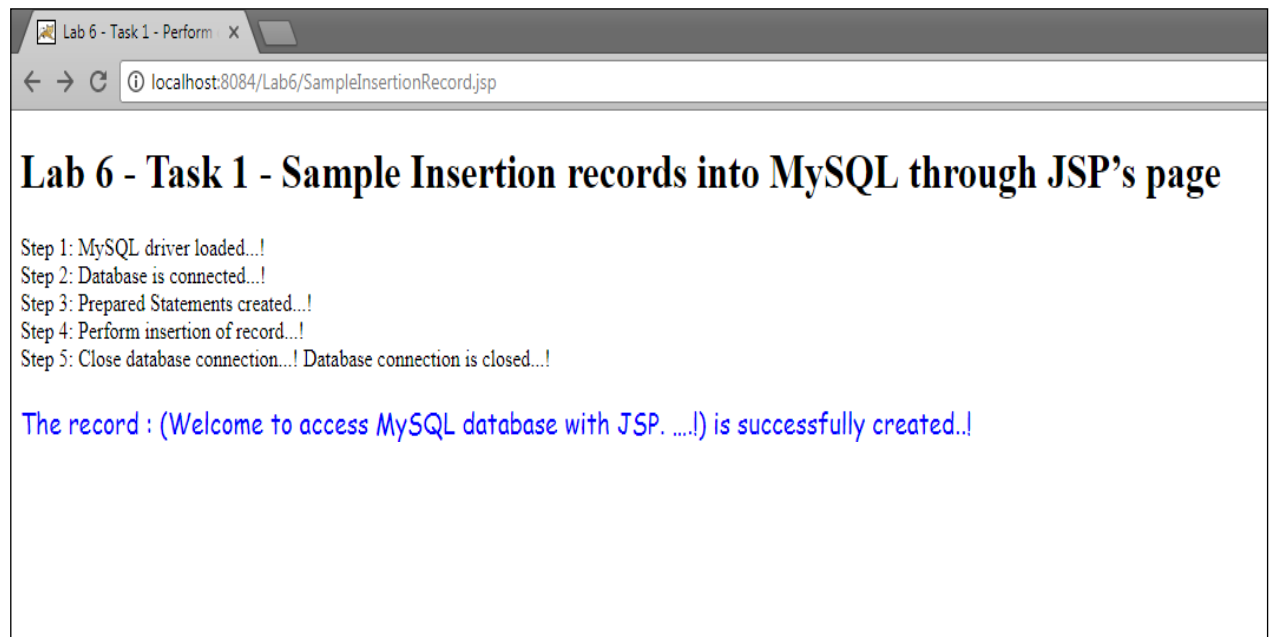 Lab 6 - Task 1 - Perform
localhost:8084/Lab6/SampleInsertionRecord.jsp
Lab 6 - Task 1 - Sample Insertion records into MySQL through JSP’s page
Step 1: MySQL driver loaded...!
Step 2: Database is connected...!
Step 3: Prepared Statements created...!
Step 4: Perform insertion of record...!
Step 5: Close database connection...! Database connection is closed...!
The record : (Welcome to access MySQL database with JSP. ....!) is successfully created..!